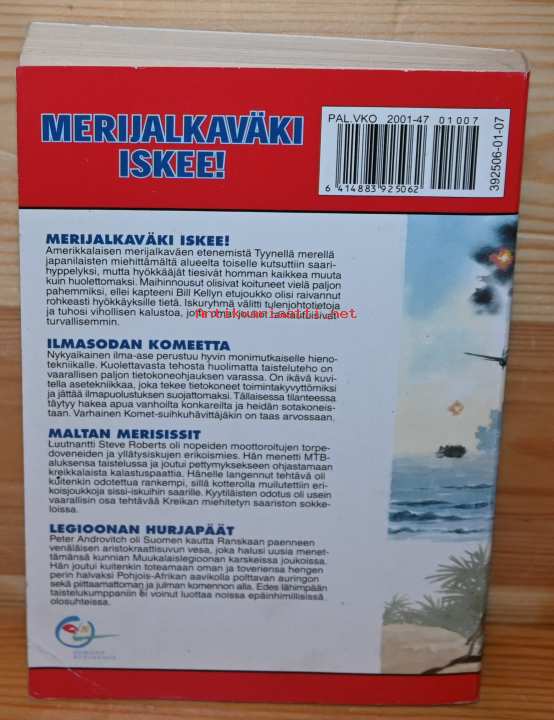 MERIJALKAVÄKI
ISKEE!
PAL.VKO 2001-47 01007
6 414883 925062
392506-01-07
MERIJALKAVÄKI ISKEE!
Amerikkalaisen merijalkaväen etenemistä Tyynellä merellä
japanilaisten miehittämältä alueelta toiselle kutsuttiin saari-
hyppelyksi, mutta hyökkääjät tiesivät homman kaikkea muuta
kuin huolettomaksi. Maihinnousut olisivat koituneet vielä paljon
pahemmiksi, ellei kapteeni Bill Kellyn etujoukko olisi raivannut
rohkeasti hyökkäyksille tietä. Iskuryhmä välitti tulenjohtotietoja
ja tuhosi vihollisen kalustoa, jotta
turvallisemmin.
Antikvariaatti.net
ILMASODAN KOMEETTA
Nykyaikainen ilma-ase perustuu hyvin monimutkaiselle hieno-
tekniikalle. Kuolettavasta tehosta huolimatta taisteluteho on
vaarallisen paljon tietokoneohjauksen varassa. On ikävä kuvi-
tella asetekniikkaa, joka tekee tietokoneet toimintakyvyttömiksi
ja jättää ilmapuolustuksen suojattomaksi. Tällaisessa tilanteessa
täytyy hakea apua vanhoilta konkareilta ja heidän sotakoneis-
taan. Varhainen Komet-suihkuhävittäjäkin on taas arvossaan.
MALTAN MERISISSIT
Luutnantti Steve Roberts oli nopeiden moottoroitujen torpe-
doveneiden ja yllätysiskujen erikoismies. Hän menetti MTB-
aluksensa taistelussa ja joutui pettymyksekseen ohjastamaan
kreikkalaista kalastuspaattia. Hänelle langennut tehtävä oli
kuitenkin odotettua rankempi, sillä kotterolla muilutettiin eri-
koisjoukkoja sissi-iskuihin saarille. Kyytiläisten odotus oli usein
vaarallisin osa tehtävää Kreikan miehitetyn saariston sokke-
loissa.
LEGIOONAN HURJAPÄÄT
Peter Androvitch oli Suomen kautta Ranskaan paenneen
venäläisen aristokraattisuvun vesa, joka halusi uusia menet-
tämänsä kunnian Muukalaislegioonan karskeissa joukoissa.
Hän joutui kuitenkin toteamaan oman ja toveriensa hengen
perin halvaksi Pohjois-Afrikan aavikolla polttavan auringon
sekä piittaamattoman ja julman komennon alla. Edes lähimpään
taistelukumppaniin ei voinut luottaa noissa epäinhimillisissä
olosuhteissa.